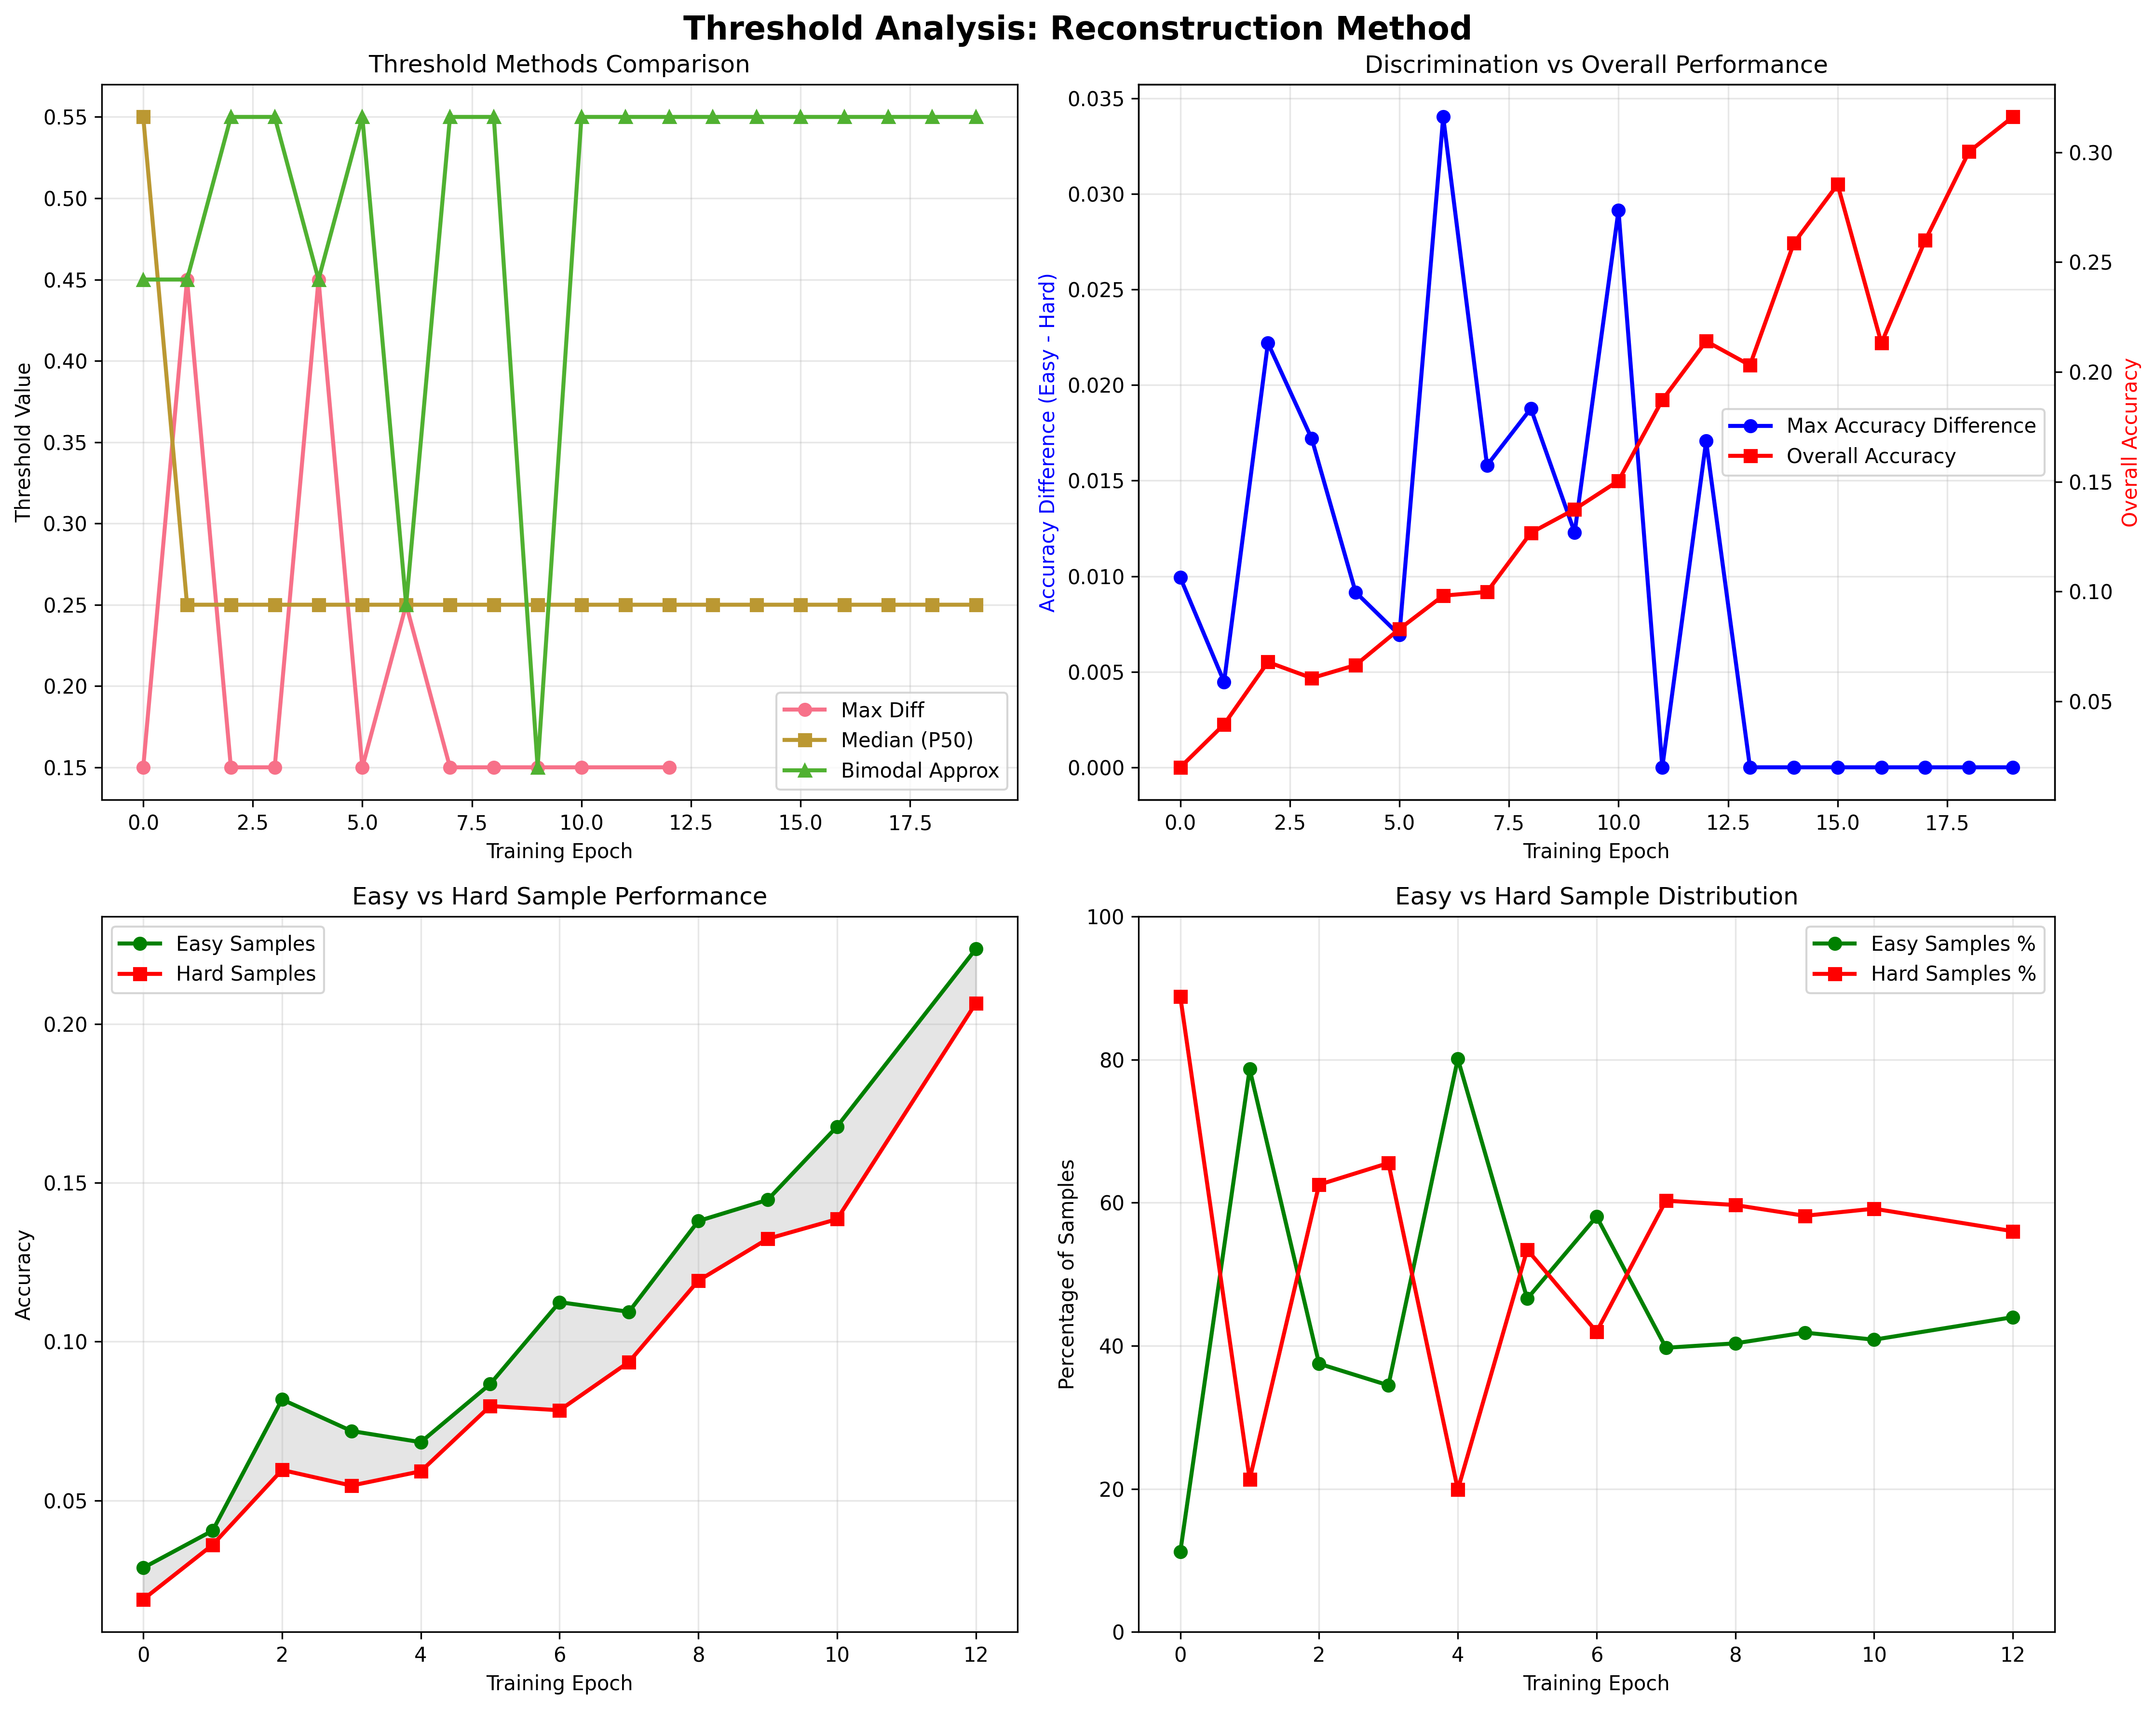 Threshold Analysis: Reconstruction Method
Threshold Methods Comparison
Threshold Value
0.55
0.50
0.45
0.40
0.35
0.30
0.25
0.20
0.15
Max Diff
Median (P50)
Bimodal Approx
0.0 2.5 5.0 7.5 10.0 12.5 15.0 17.5
Training Epoch
Discrimination vs Overall Performance
Accuracy Difference (Easy - Hard)
0.035
0.030
0.025
0.020
0.015
0.010
0.005
0.000
Max Accuracy Difference
Overall Accuracy
0.30
0.25
0.20
0.15
0.10
0.05
Overall Accuracy
0.0 2.5 5.0 7.5 10.0 12.5 15.0 17.5
Training Epoch
Easy vs Hard Sample Performance
Accuracy
Easy Samples
Hard Samples
0.20
0.15
0.10
0.05
0 2 4 6 8 10 12
Training Epoch
Easy vs Hard Sample Distribution
Percentage of Samples
Easy Samples %
Hard Samples %
100
80
60
40
20
0
0 2 4 6 8 10 12
Training Epoch